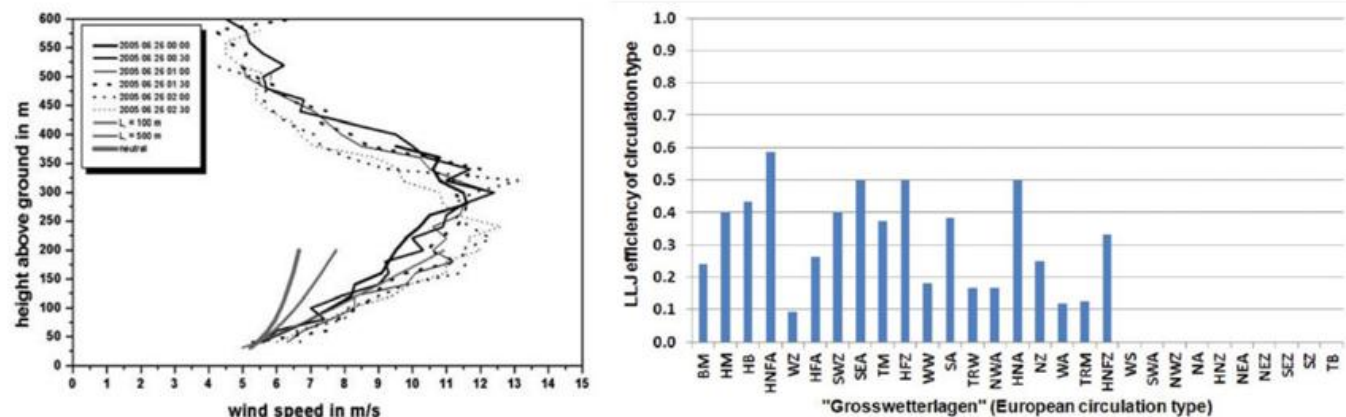 600
550
500
450
400
350
300
250
200
150
100
50
0
height above ground in m
2005 06 26 00:00
2005 06 26 00:30
2005 06 26 01:00
2005 06 26 01:30
2005 06 26 02:00
2005 06 26 02:30
L* = 100 m
L* = 500 m
neutral
0 1 2 3 4 5 6 7 8 9 10 11 12 13 14 15
wind speed in m/s
LLJ efficiency of circulation type
1.0
0.9
0.8
0.7
0.6
0.5
0.4
0.3
0.2
0.1
0.0
BM HM HB HNFA WZ HFA SWZ SEA TM HFZ WW SA TRW NWA HNA NZ WA TRM HNFZ WS SWA NWZ NA HNZ NEA NEZ SEZ SZ TB
"Grosswetterlagen" (European circulation type)